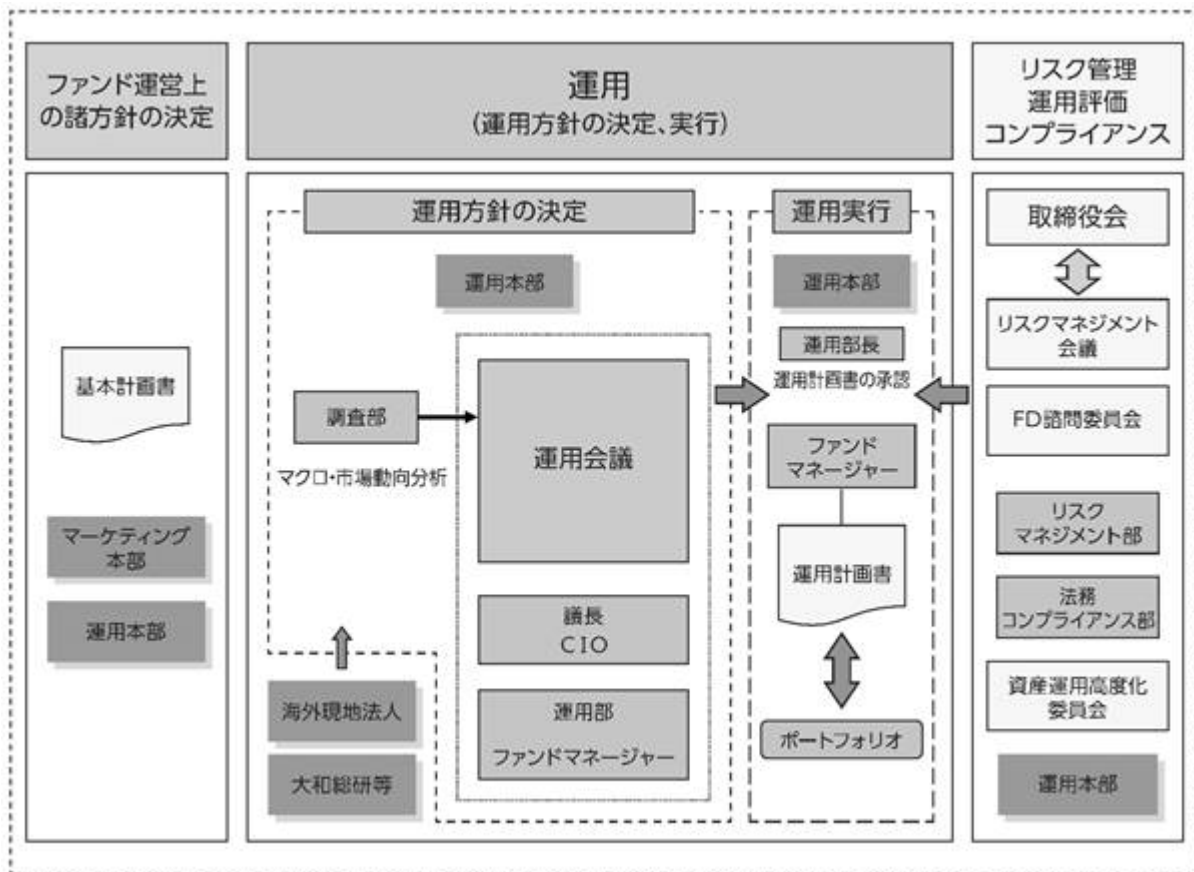 ファンド運営上
の諸方針の決定
運用
(運用方針の決定、実行)
リスク管理
運用評価
コンプライアンス
基本計画書
マーケティング
本部
運用本部
運用方針の決定
運用本部
調査部
マクロ・市場動向分析
運用会議
議長
CIO
運用部
ファンドマネージャー
海外現地法人
大和総研等
運用実行
運用本部
運用部長
運用計画書の承認
ファンド
マネージャー
運用計画書
ポートフォリオ
取締役会
リスクマネジメント
会議
FD諮問委員会
リスク
マネジメント部
法務
コンプライアンス部
資産運用高度化
委員会
運用本部